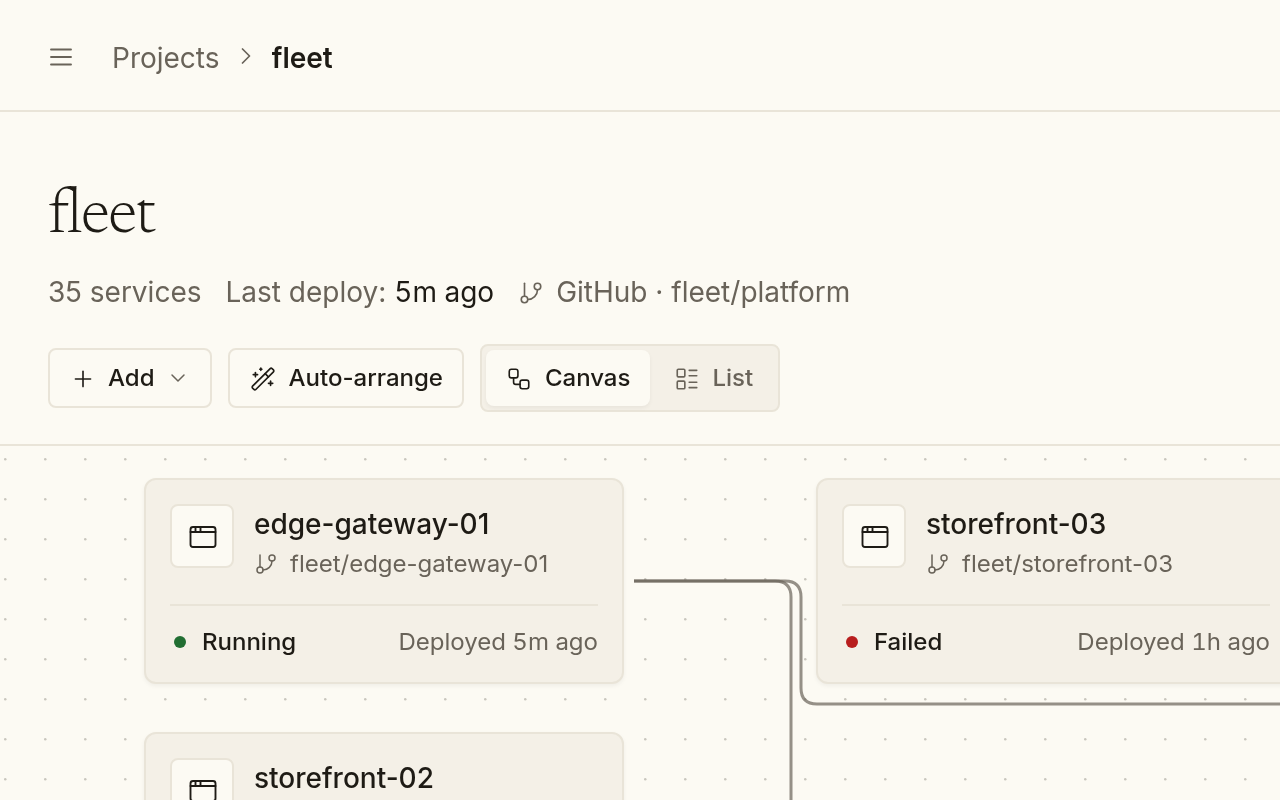 Projects fleet
fleet
35 services Last deploy: 5m ago GitHub · fleet/platform
Add Auto-arrange Canvas List
edge-gateway-01
fleet/edge-gateway-01
Running Deployed 5m ago
storefront-03
fleet/storefront-03
Failed Deployed 1h ago
storefront-02